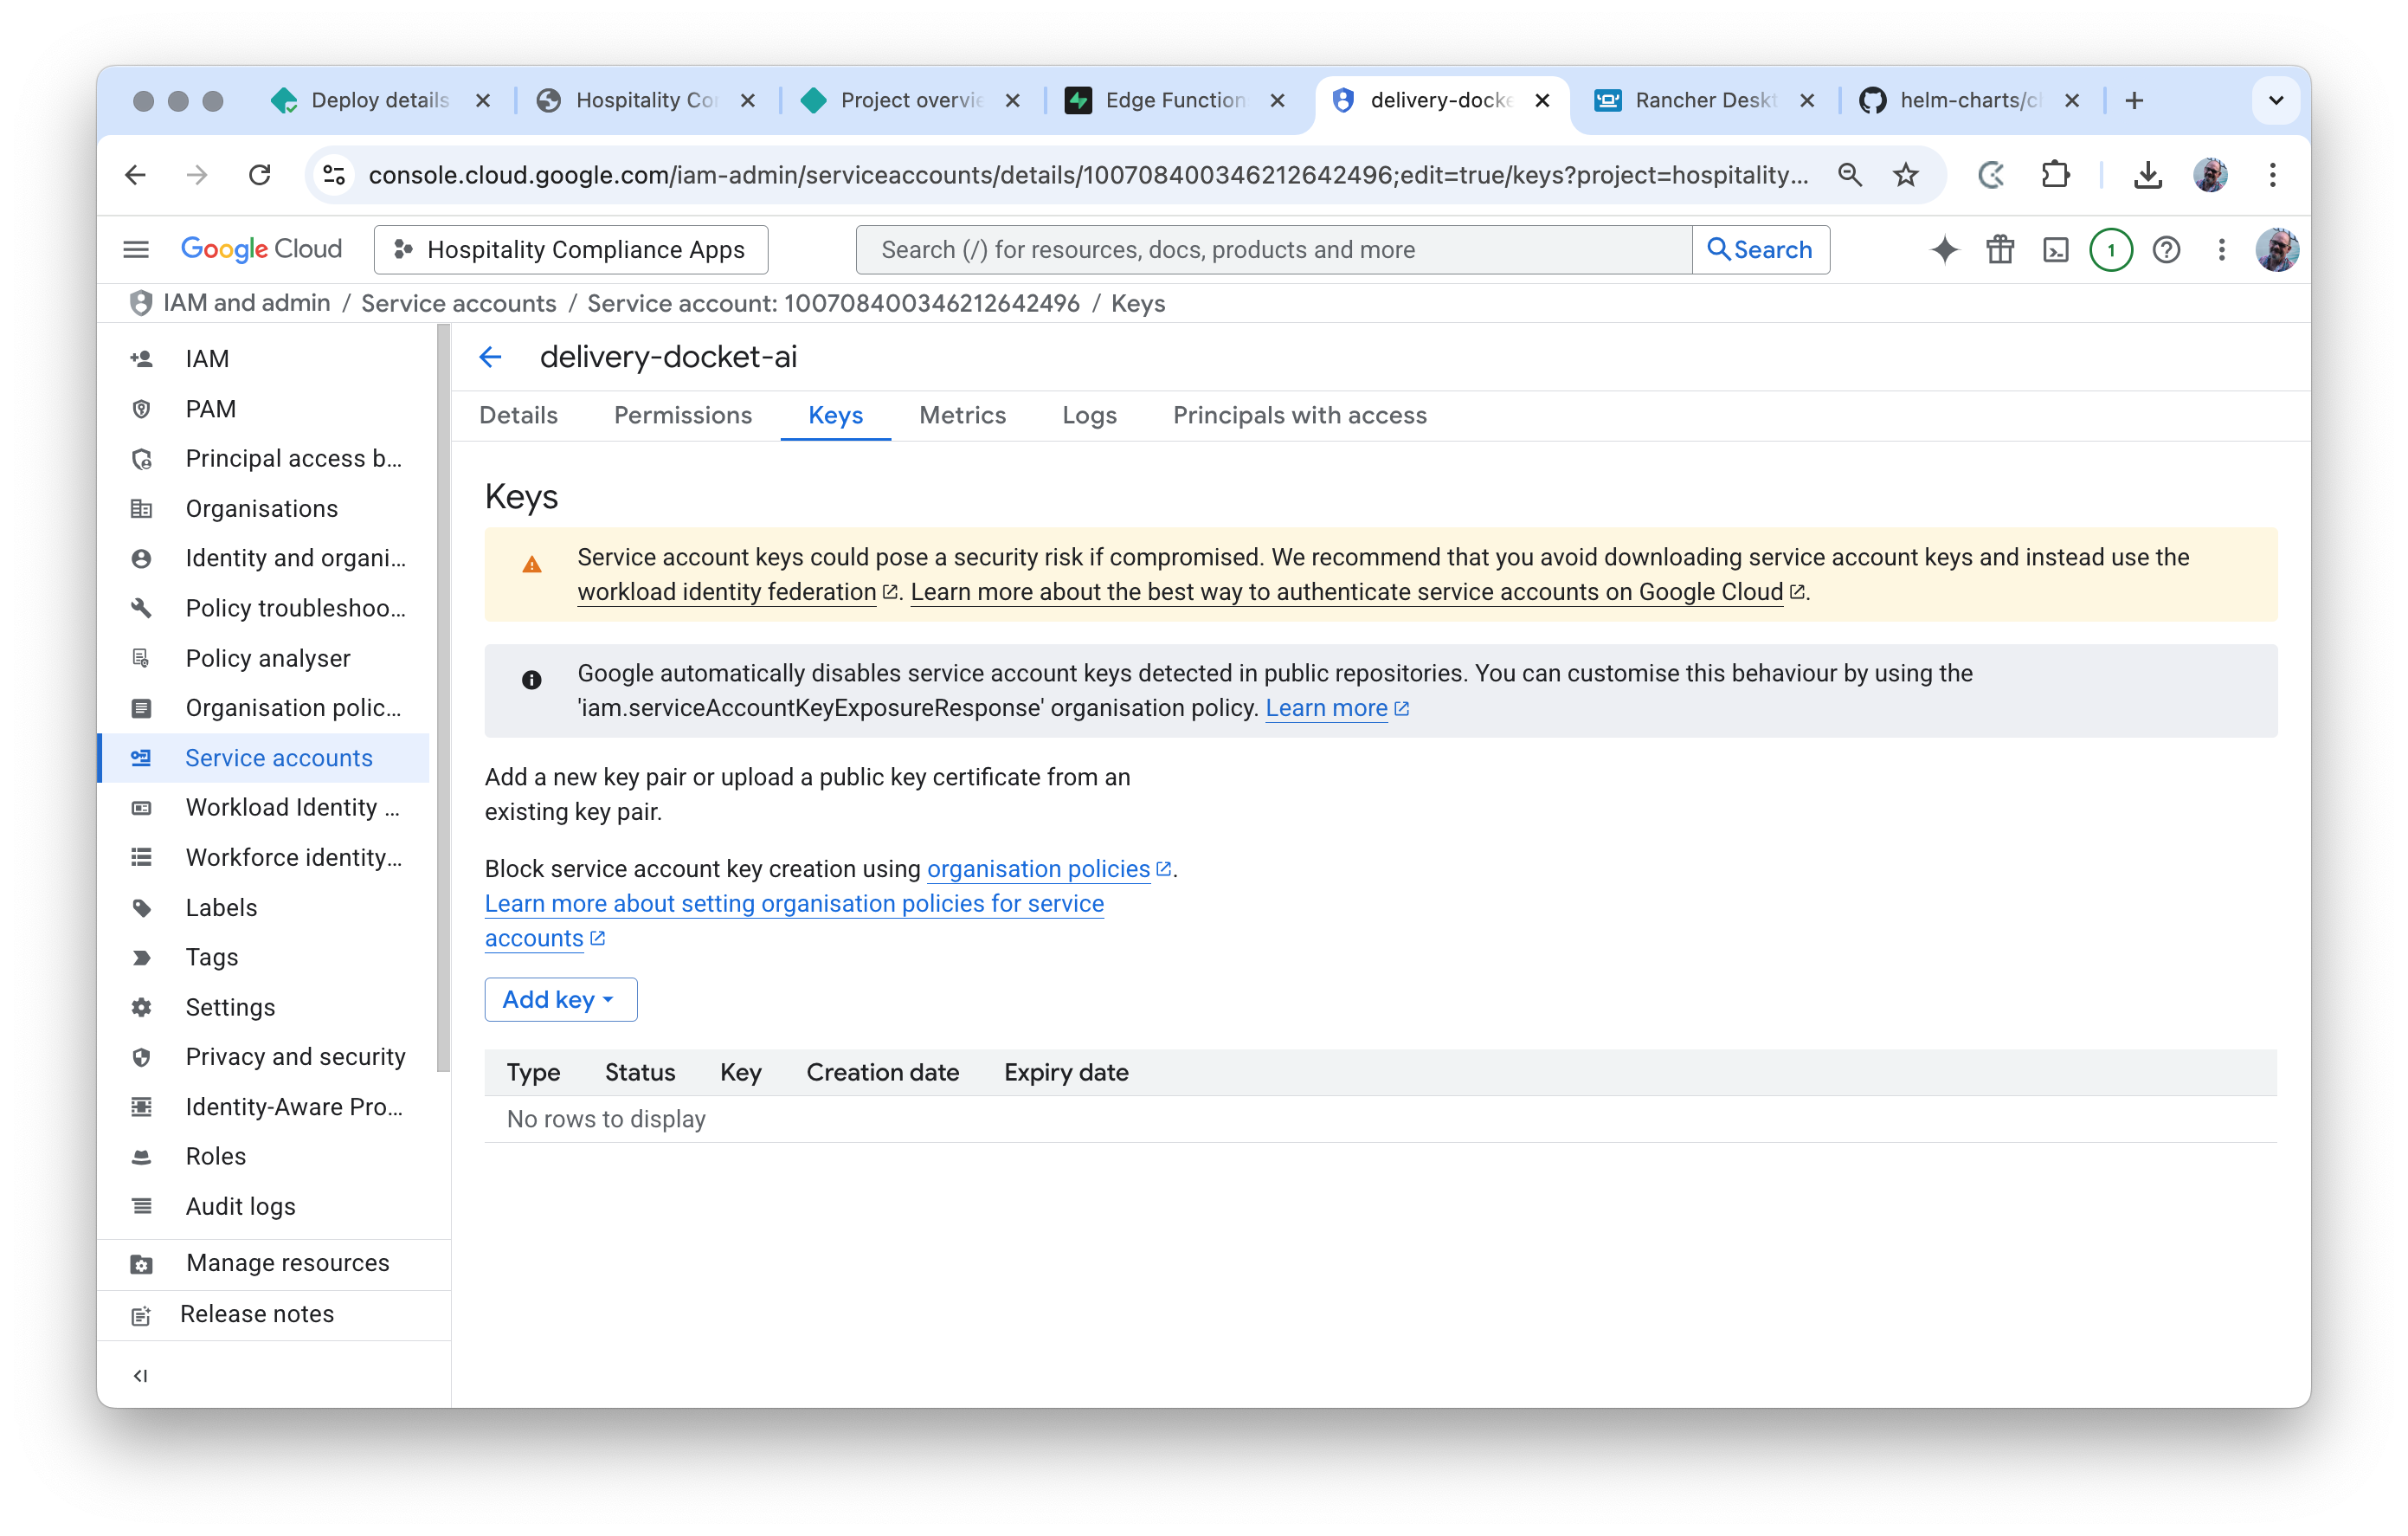 Deploy details
Hospitality Co
Project overvie
Edge Function
delivery-docke
Rancher Deskt
helm-charts/c
console.cloud.google.com/iam-admin/serviceaccounts/details/100708400346212642496;edit=true/keys?project=hospitality...
Google Cloud
Hospitality Compliance Apps
Search (/) for resources, docs, products and more
Search
1
IAM and admin / Service accounts / Service account: 100708400346212642496 / Keys
IAM
PAM
Principal access b...
Organisations
Identity and organi...
Policy troubleshoo...
Policy analyser
Organisation polic...
Service accounts
Workload Identity ...
Workforce identity...
Labels
Tags
Settings
Privacy and security
Identity-Aware Pro...
Roles
Audit logs
Manage resources
Release notes
delivery-docket-ai
Details Permissions Keys Metrics Logs Principals with access
Keys
Service account keys could pose a security risk if compromised. We recommend that you avoid downloading service account keys and instead use the
workload identity federation. Learn more about the best way to authenticate service accounts on Google Cloud.
Google automatically disables service account keys detected in public repositories. You can customise this behaviour by using the
'iam.serviceAccountKeyExposureResponse' organisation policy. Learn more
Add a new key pair or upload a public key certificate from an
existing key pair.
Block service account key creation using organisation policies.
Learn more about setting organisation policies for service
accounts
Add key
Type Status Key Creation date Expiry date
No rows to display